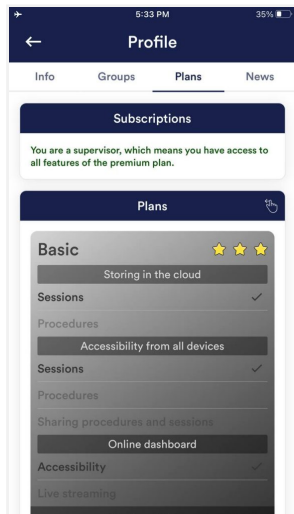 5:33 PM
35%
Profile
Info
Groups
Plans
News
Subscriptions
You are a supervisor, which means you have access to
all features of the premium plan.
Plans
Basic
Storing in the cloud
Sessions
Procedures
Accessibility from all devices
Sessions
Procedures
Sharing procedures and sessions
Online dashboard
Accessibility
Live streaming